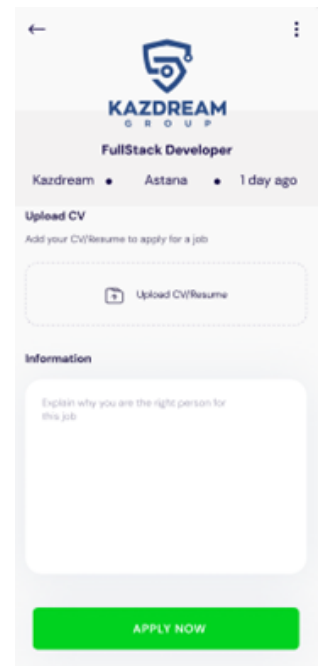 KAZDREAM
GROUP
FullStack Developer
Kazdream • Astana • 1 day ago
Upload CV
Add your CV/Resume to apply for a job
Upload CV/Resume
Information
Explain why you are the right person for
this job
APPLY NOW